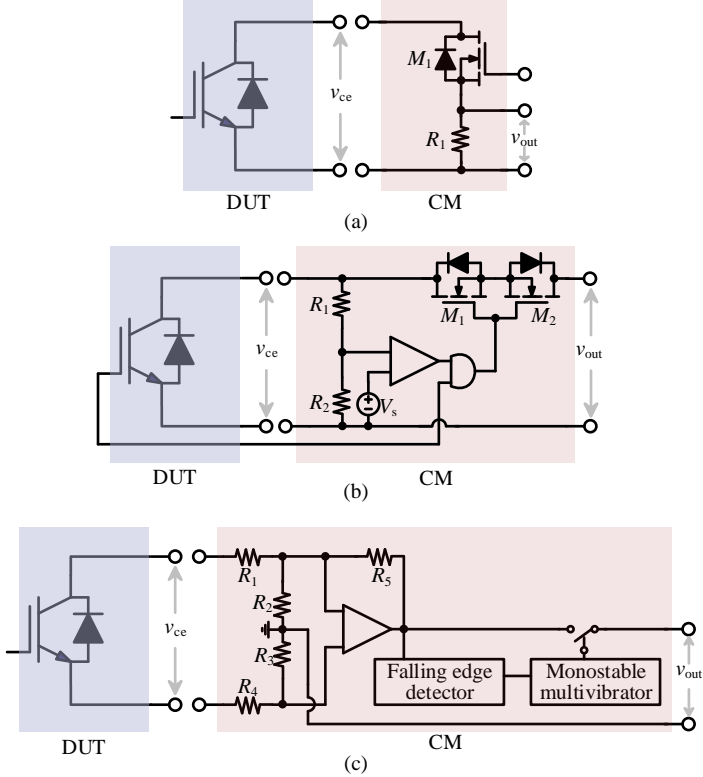 M1
vce
R1
vout
DUT
CM
(a)
R1
M1
M2
vce
vout
R2
Vs
DUT
CM
(b)
R1
R5
R2
vce
R3
Falling edge
detector
Monostable
multivibrator
vout
R4
DUT
CM
(c)